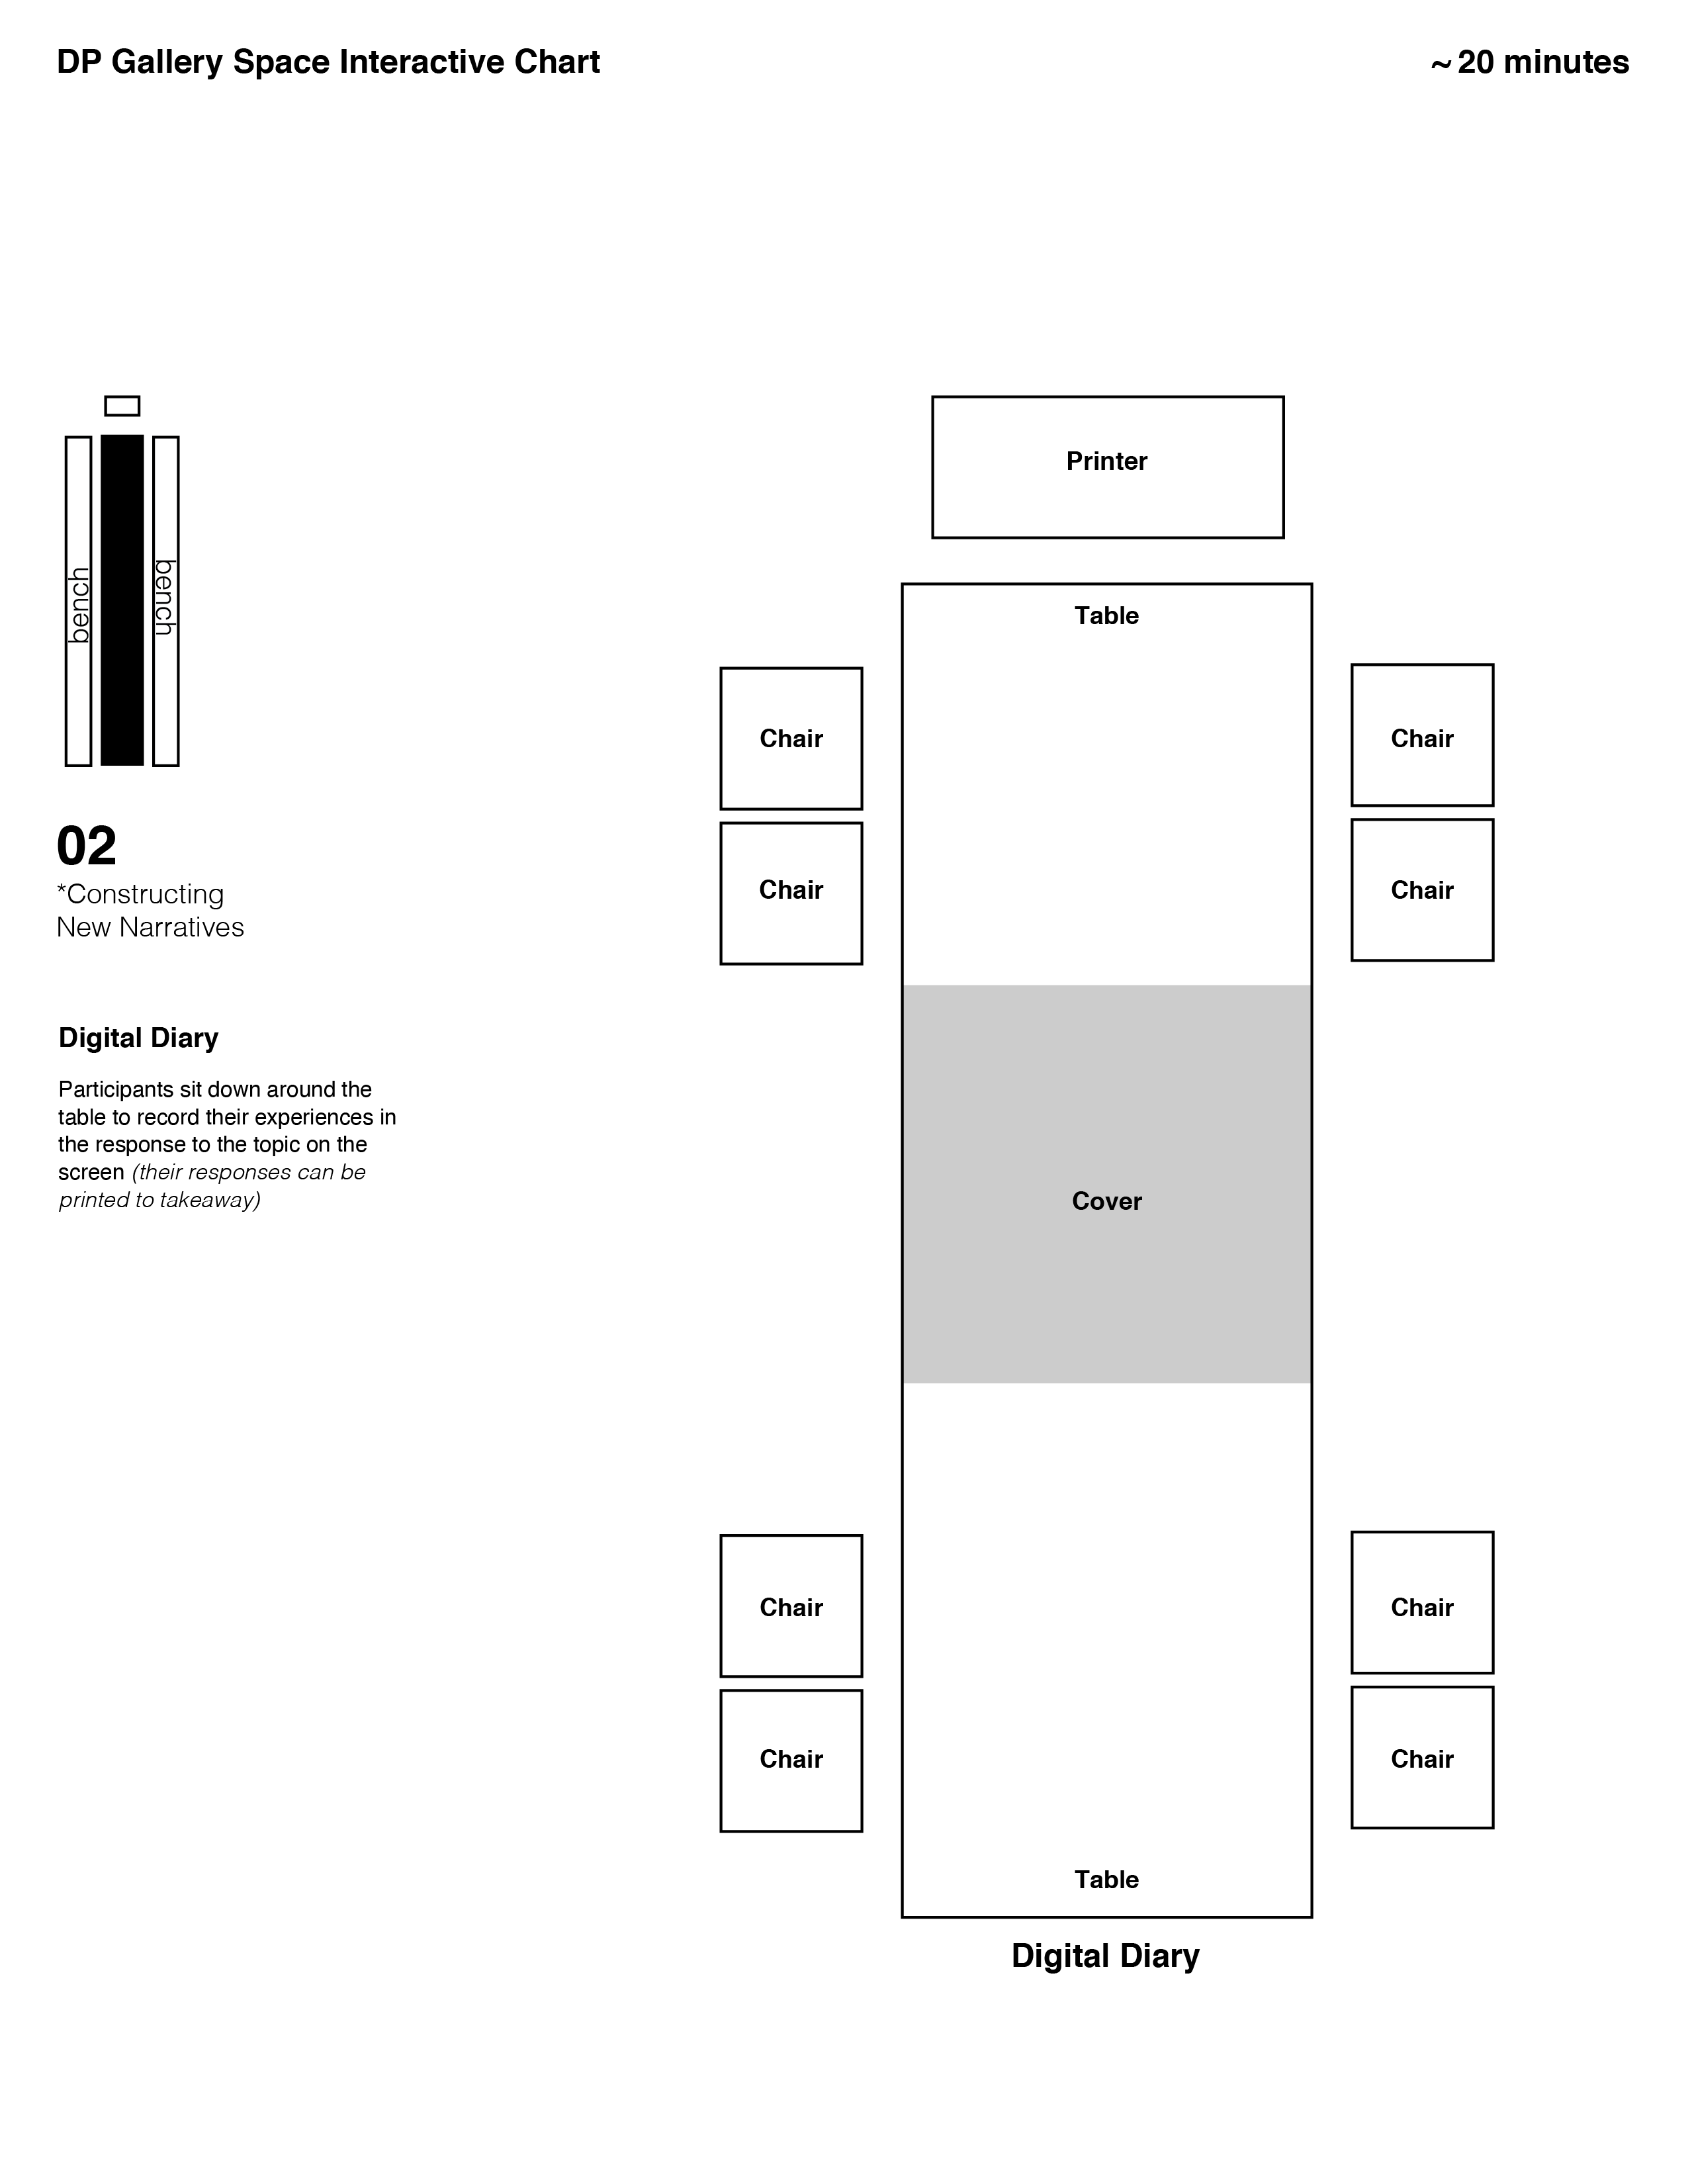 DP Gallery Space Interactive Chart
~ 20 minutes
bench
bench
02
*Constructing
New Narratives
Digital Diary
Participants sit down around the
table to record their experiences in
the response to the topic on the
screen (their responses can be
printed to takeaway)
Printer
Table
Chair
Chair
Chair
Chair
Cover
Chair
Chair
Chair
Chair
Table
Digital Diary